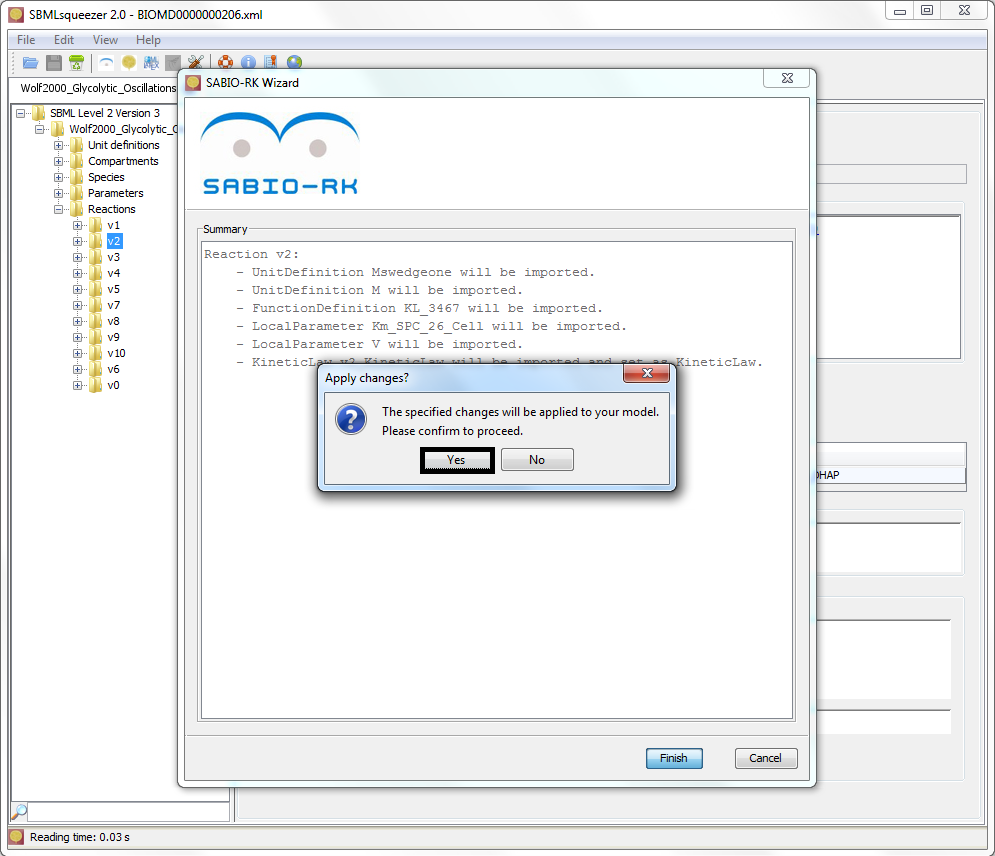 SBMLsqueezer 2.0 - BIOMD0000000206.xml
File Edit View Help
Wolf2000_Glycolytic_Oscillations
SBML Level 2 Version 3
Wolf2000_Glycolytic_
Unit definitions
Compartments
Species
Parameters
Reactions
v1
v2
v3
v4
v5
v7
v8
v9
v10
v6
v0
SABIO-RK Wizard
SABIO-RK
Summary
Reaction v2:
- UnitDefinition Mswedgeone will be imported.
- UnitDefinition M will be imported.
- FunctionDefinition KL_3467 will be imported.
- LocalParameter Km_SPC_26_Cell will be imported.
- LocalParameter V will be imported.
- KineticLaw v2_KineticLaw will be imported and set as KineticLaw.
Apply changes?
The specified changes will be applied to your model.
Please confirm to proceed.
Yes No
DHAP
Finish Cancel
Reading time: 0.03 s